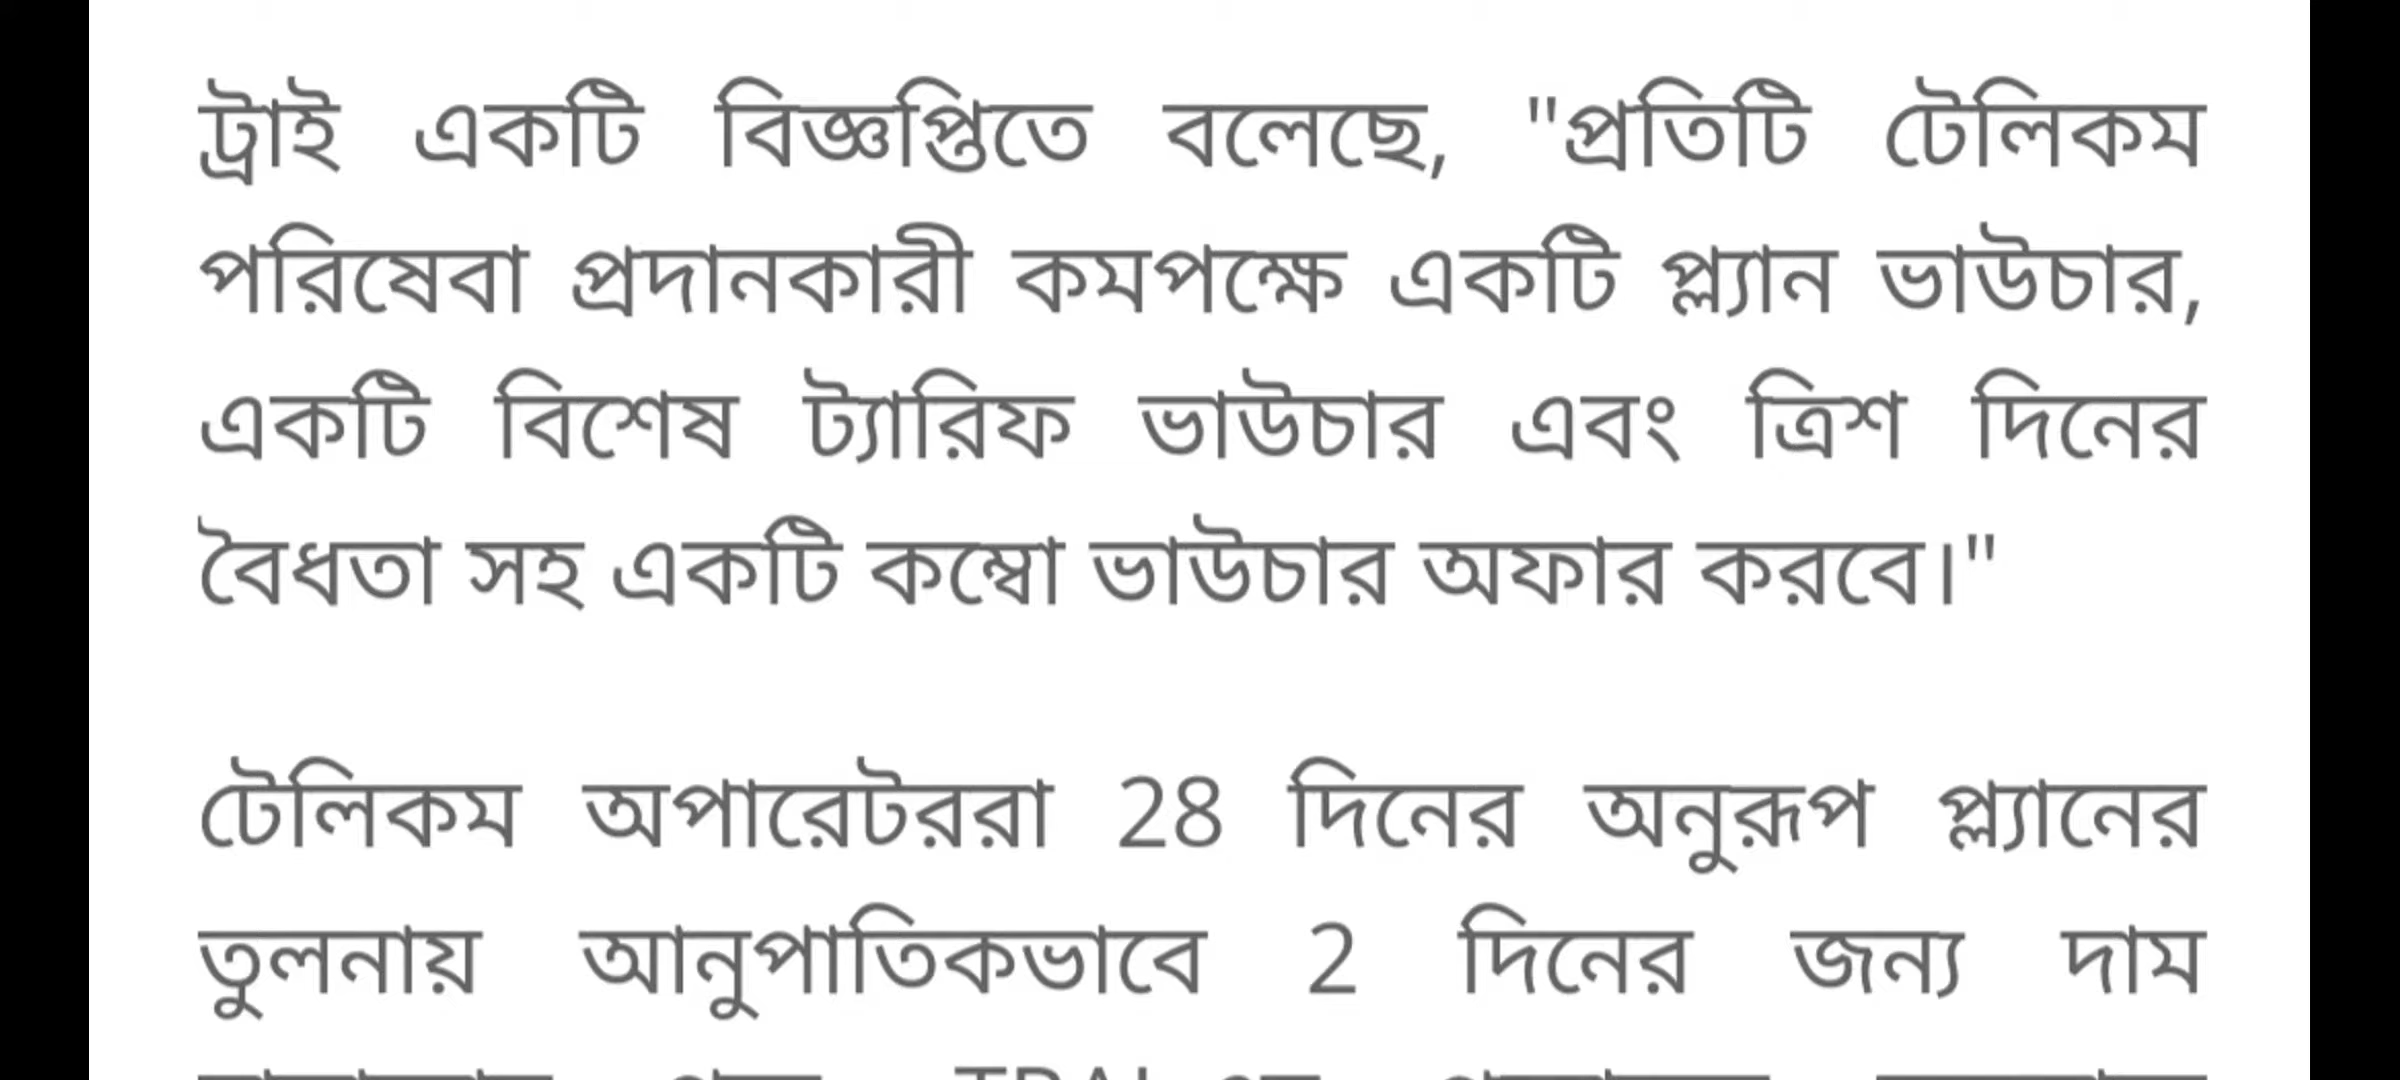 ট্রাই একটি বিজ্ঞপ্তিতে বলেছে, "প্রতিটি টেলিকম
পরিষেবা প্রদানকারী কমপক্ষে একটি প্ল্যান ভাউচার,
একটি বিশেষ ট্যারিফ ভাউচার এবং ত্রিশ দিনের
বৈধতা সহ একটি কম্বো ভাউচার অফার করবে।"
টেলিকম অপারেটররা 28 দিনের অনুরূপ প্ল্যানের
তুলনায় আনুপাতিকভাবে 2 দিনের জন্য দাম